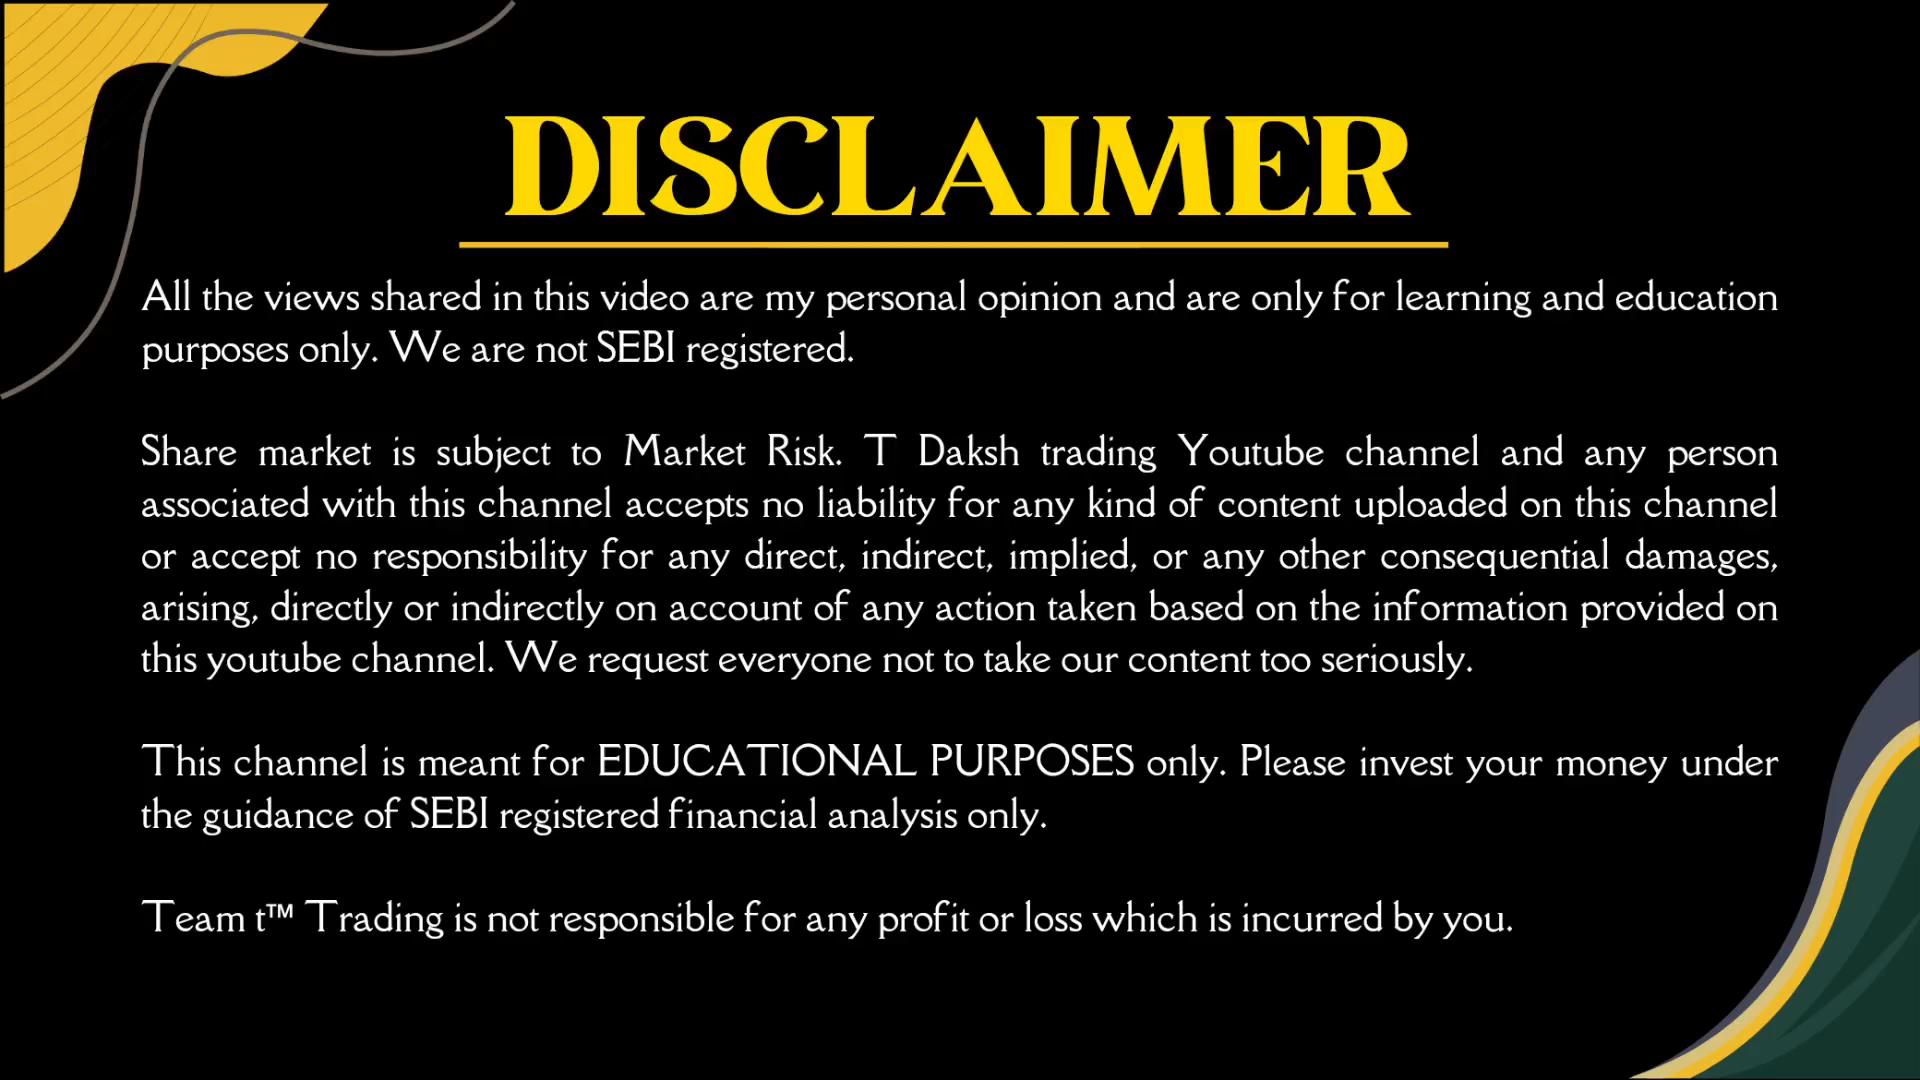 DISCLAIMER
All the views shared in this video are my personal opinion and are only for learning and education
purposes only. We are not SEBI registered.
Share market is subject to Market Risk. T Daksh trading Youtube channel and any person
associated with this channel accepts no liability for any kind of content uploaded on this channel
or accept no responsibility for any direct, indirect, implied, or any other consequential damages,
arising, directly or indirectly on account of any action taken based on the information provided on
this youtube channel. We request everyone not to take our content too seriously.
This channel is meant for EDUCATIONAL PURPOSES only. Please invest your money under
the guidance of SEBI registered financial analysis only.
Team t™ Trading is not responsible for any profit or loss which is incurred by you.